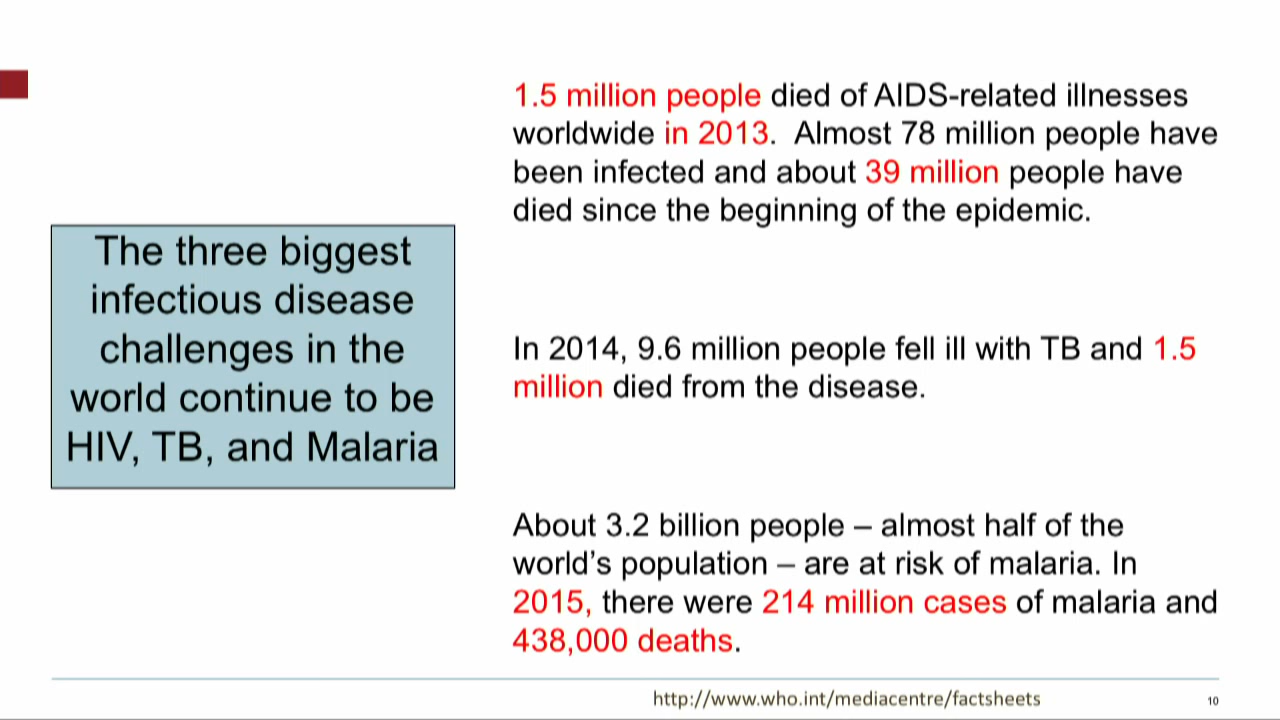 The three biggest
infectious disease
challenges in the
world continue to be
HIV, TB, and Malaria
1.5 million people died of AIDS-related illnesses
worldwide in 2013.  Almost 78 million people have
been infected and about 39 million people have
died since the beginning of the epidemic.
In 2014, 9.6 million people fell ill with TB and 1.5
million died from the disease.
About 3.2 billion people – almost half of the
world’s population – are at risk of malaria. In
2015, there were 214 million cases of malaria and
438,000 deaths.
http://www.who.int/mediacentre/factsheets
10